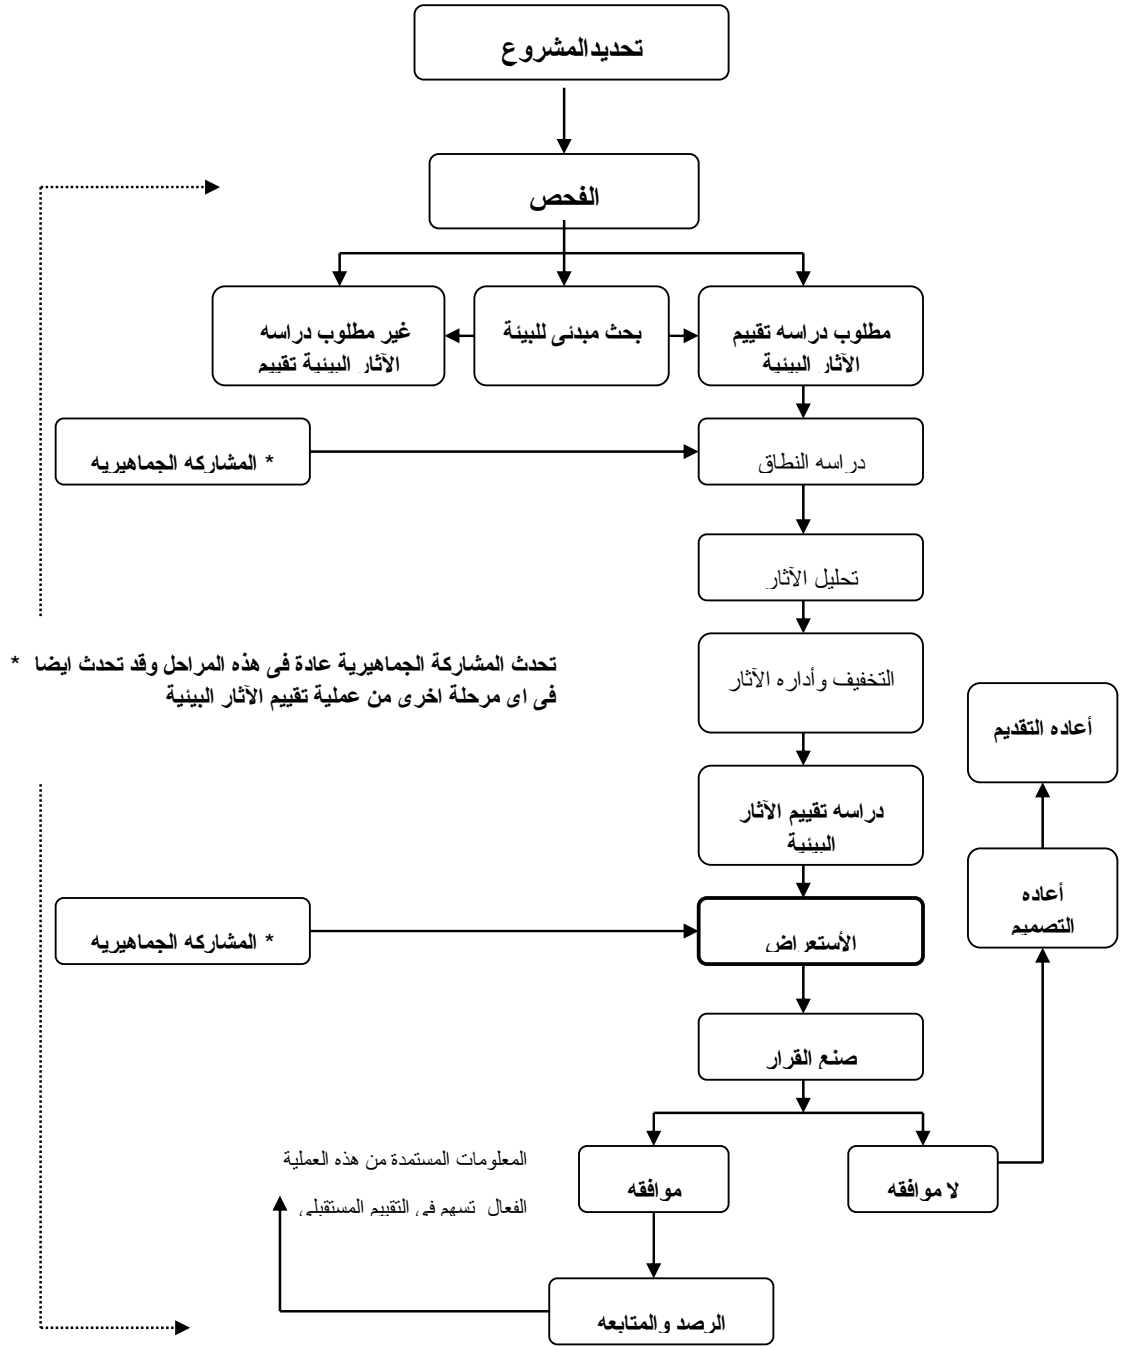 تحديدالمشروع
الفحص
مطلوب دراسه تقييم
الآثار البيئية
بحث مبدئى للبيئة
غير مطلوب دراسه
الآثار البيئية تقييم
* المشاركه الجماهيريه
دراسه النطاق
تحليل الآثار
* تحدث المشاركة الجماهيرية عادة فى هذه المراحل وقد تحدث ايضا
فى اى مرحلة اخرى من عملية تقييم الآثار البيئية
التخفيف وأداره الآثار
أعاده التقديم
دراسه تقييم الآثار
البيئية
أعاده
التصميم
* المشاركه الجماهيريه
الأستعراض
صنع القرار
لا موافقه
موافقه
المعلومات المستمدة من هذه العملية
الفعال تسهم فى التقييم المستقبلى
الرصد والمتابعه